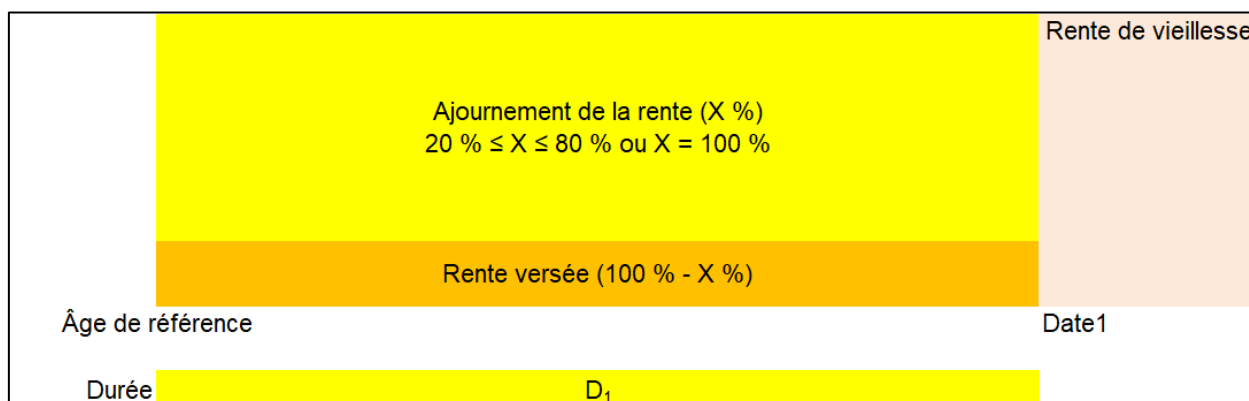 Rente de vieillesse
Ajournement de la rente (X %)
20 % ≤ X ≤ 80 % ou X = 100 %
Rente versée (100 % - X %)
Âge de référence
Date1
Durée
D₁